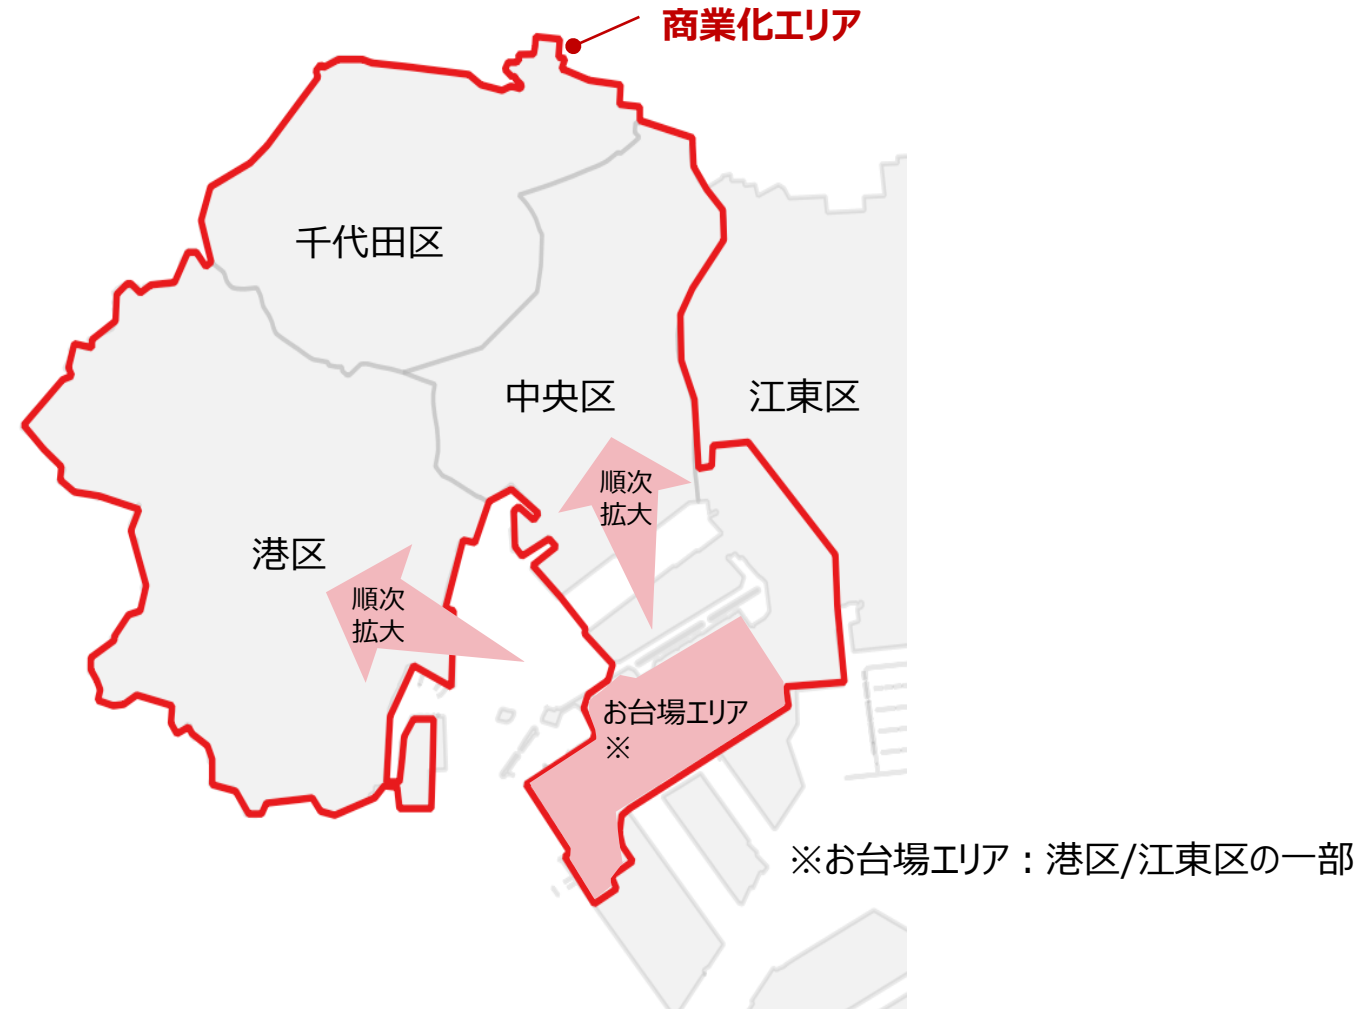 商業化エリア
千代田区
中央区
江東区
順次
拡大
港区
順次
拡大
お台場エリア
※
※お台場エリア：港区/江東区の一部